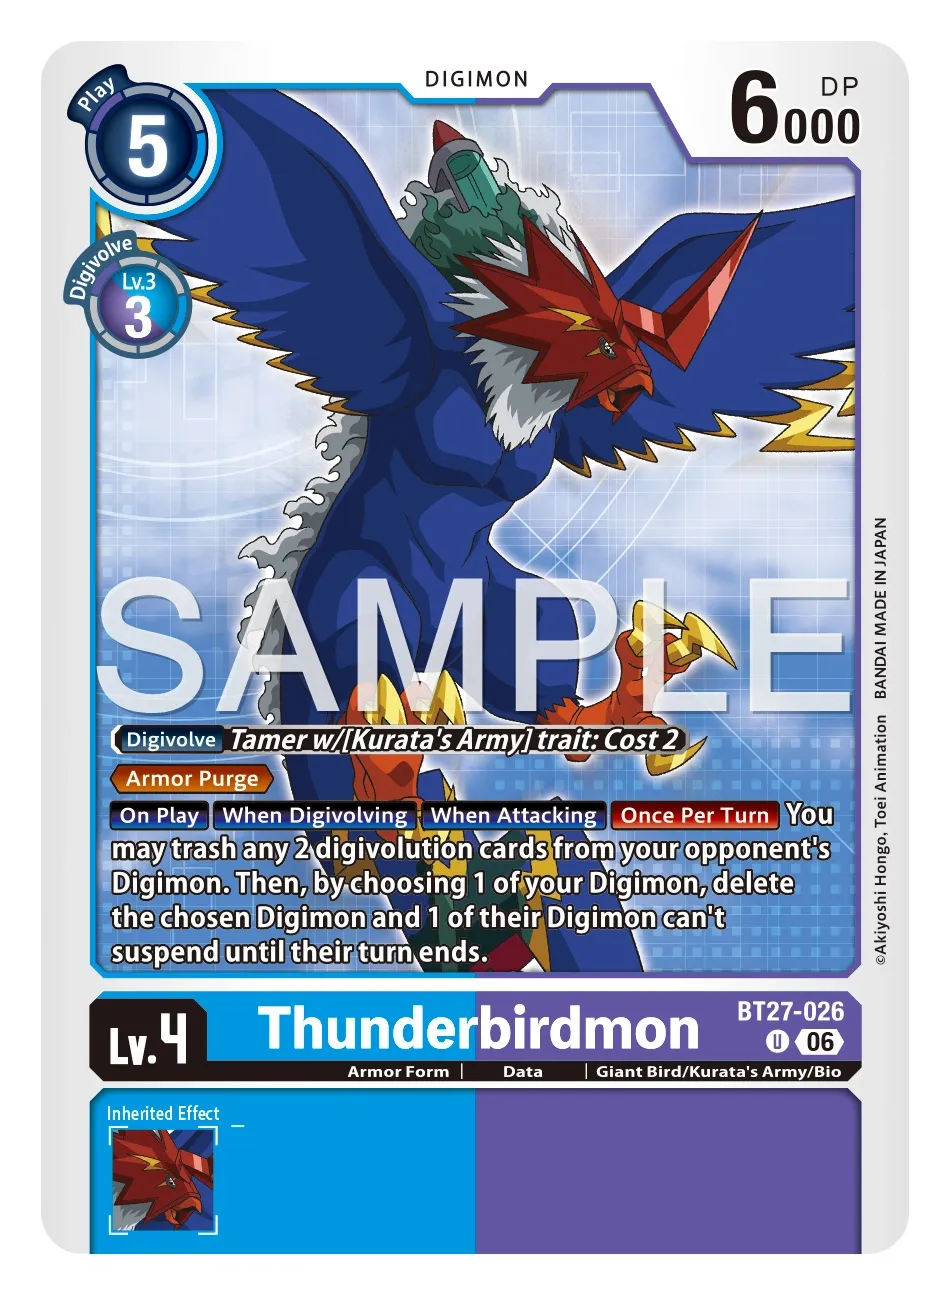 DIGIMON
Play
5
DP
6000
Digivolve
Lv.3
3
SAMPLE
Digivolve Tamer w/[Kurata's Army] trait: Cost 2
Armor Purge
On Play When Digivolving When Attacking Once Per Turn You
may trash any 2 digivolution cards from your opponent's
Digimon. Then, by choosing 1 of your Digimon, delete
the chosen Digimon and 1 of their Digimon can't
suspend until their turn ends.
©Akiyoshi Hongo, Toei Animation BANDAI MADE IN JAPAN
Lv.4
Thunderbirdmon
BT27-026
U 06
Armor Form | Data | Giant Bird/Kurata's Army/Bio
Inherited Effect
—